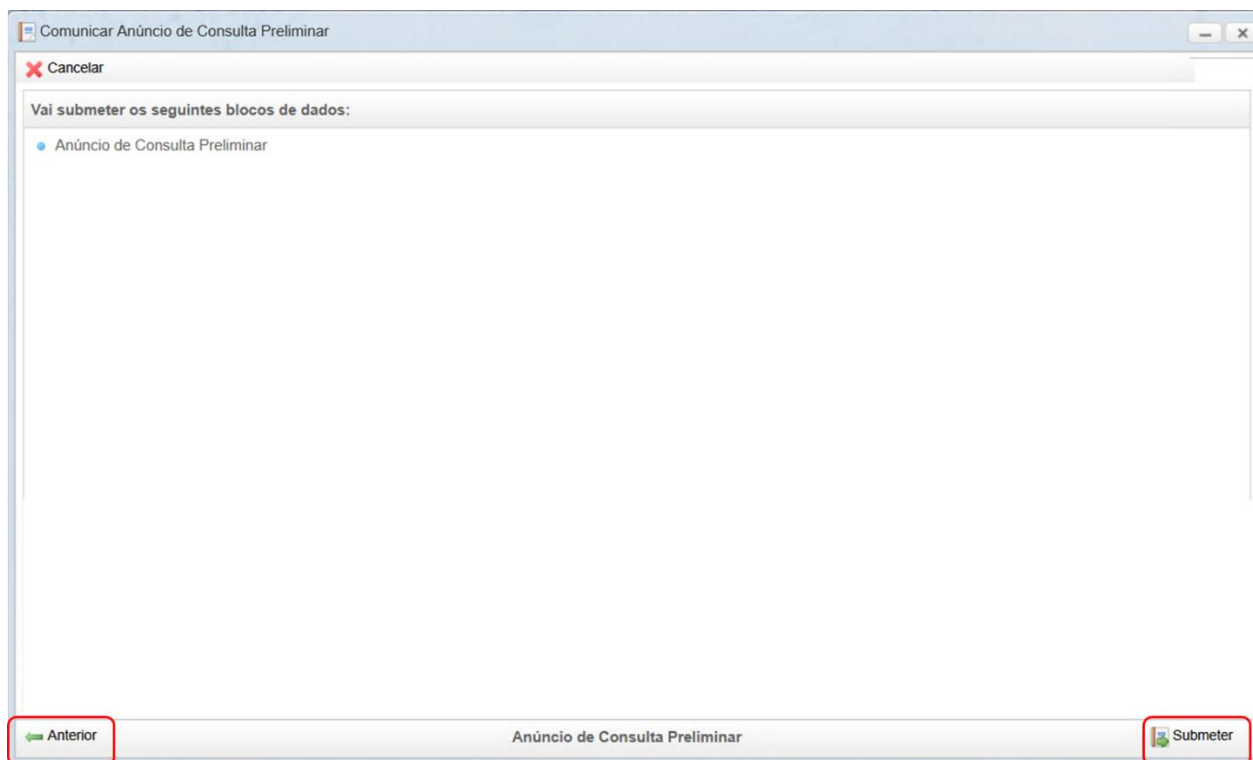 Comunicar Anúncio de Consulta Preliminar
Cancelar
Vai submeter os seguintes blocos de dados:
Anúncio de Consulta Preliminar
Anterior
Anúncio de Consulta Preliminar
Submeter